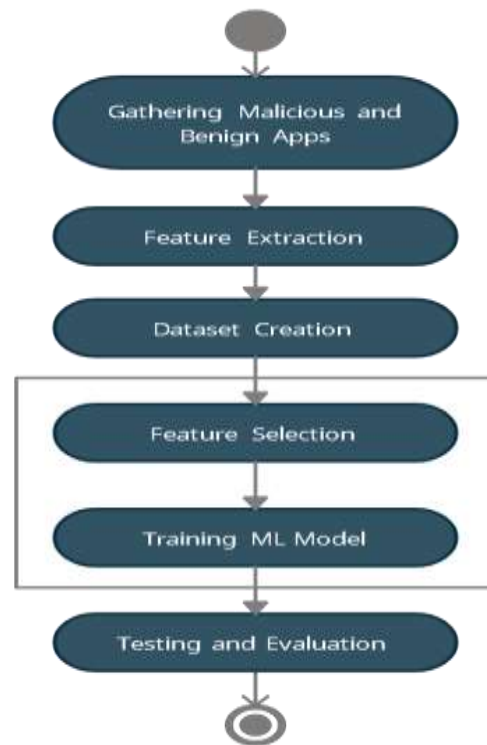 Gathering Malicious and
Benign Apps
Feature Extraction
Dataset Creation
Feature Selection
Training ML Model
Testing and Evaluation